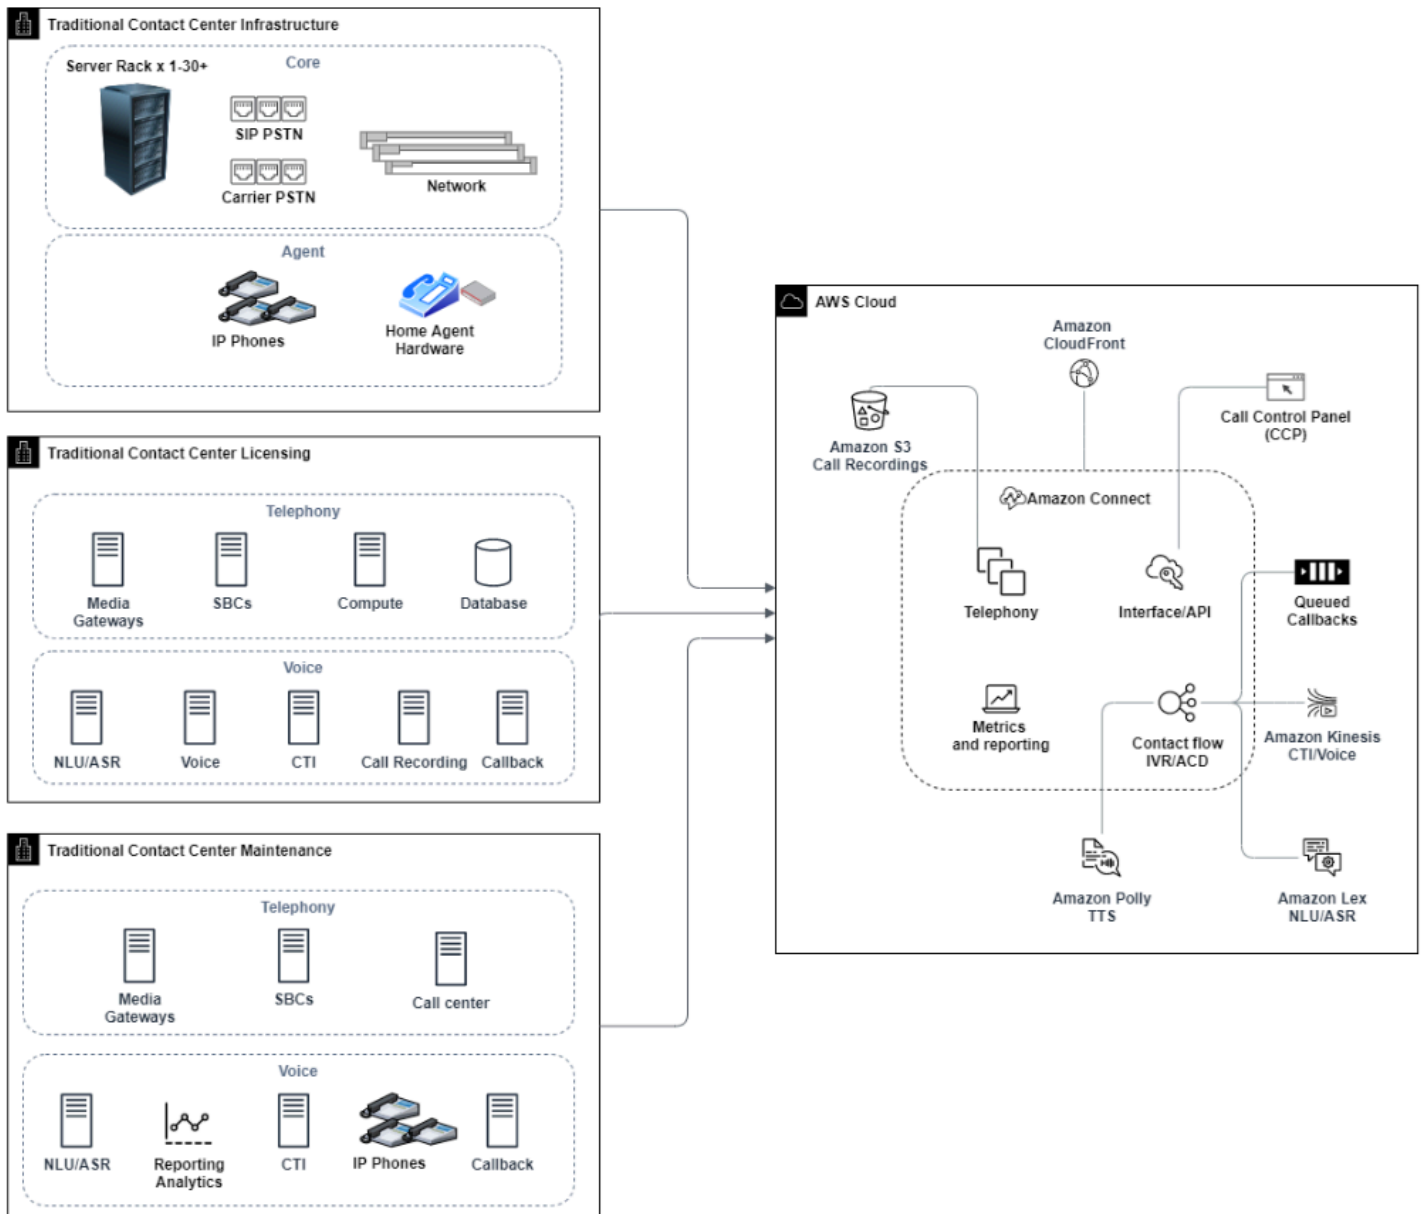 Traditional Contact Center Infrastructure
Server Rack x 1-30+
Core
SIP PSTN
Carrier PSTN
Network
Agent
IP Phones
Home Agent
Hardware
Traditional Contact Center Licensing
Telephony
Media
Gateways
SBCs
Compute
Database
Voice
NLU/ASR
Voice
CTI
Call Recording
Callback
Traditional Contact Center Maintenance
Telephony
Media
Gateways
SBCs
Call center
Voice
NLU/ASR
Reporting
Analytics
CTI
IP Phones
Callback
AWS Cloud
Amazon
CloudFront
Amazon S3
Call Recordings
Call Control Panel
(CCP)
Amazon Connect
Telephony
Interface/API
Queued
Callbacks
Metrics
and reporting
Contact flow
IVR/ACD
Amazon Kinesis
CTI/Voice
Amazon Polly
TTS
Amazon Lex
NLU/ASR